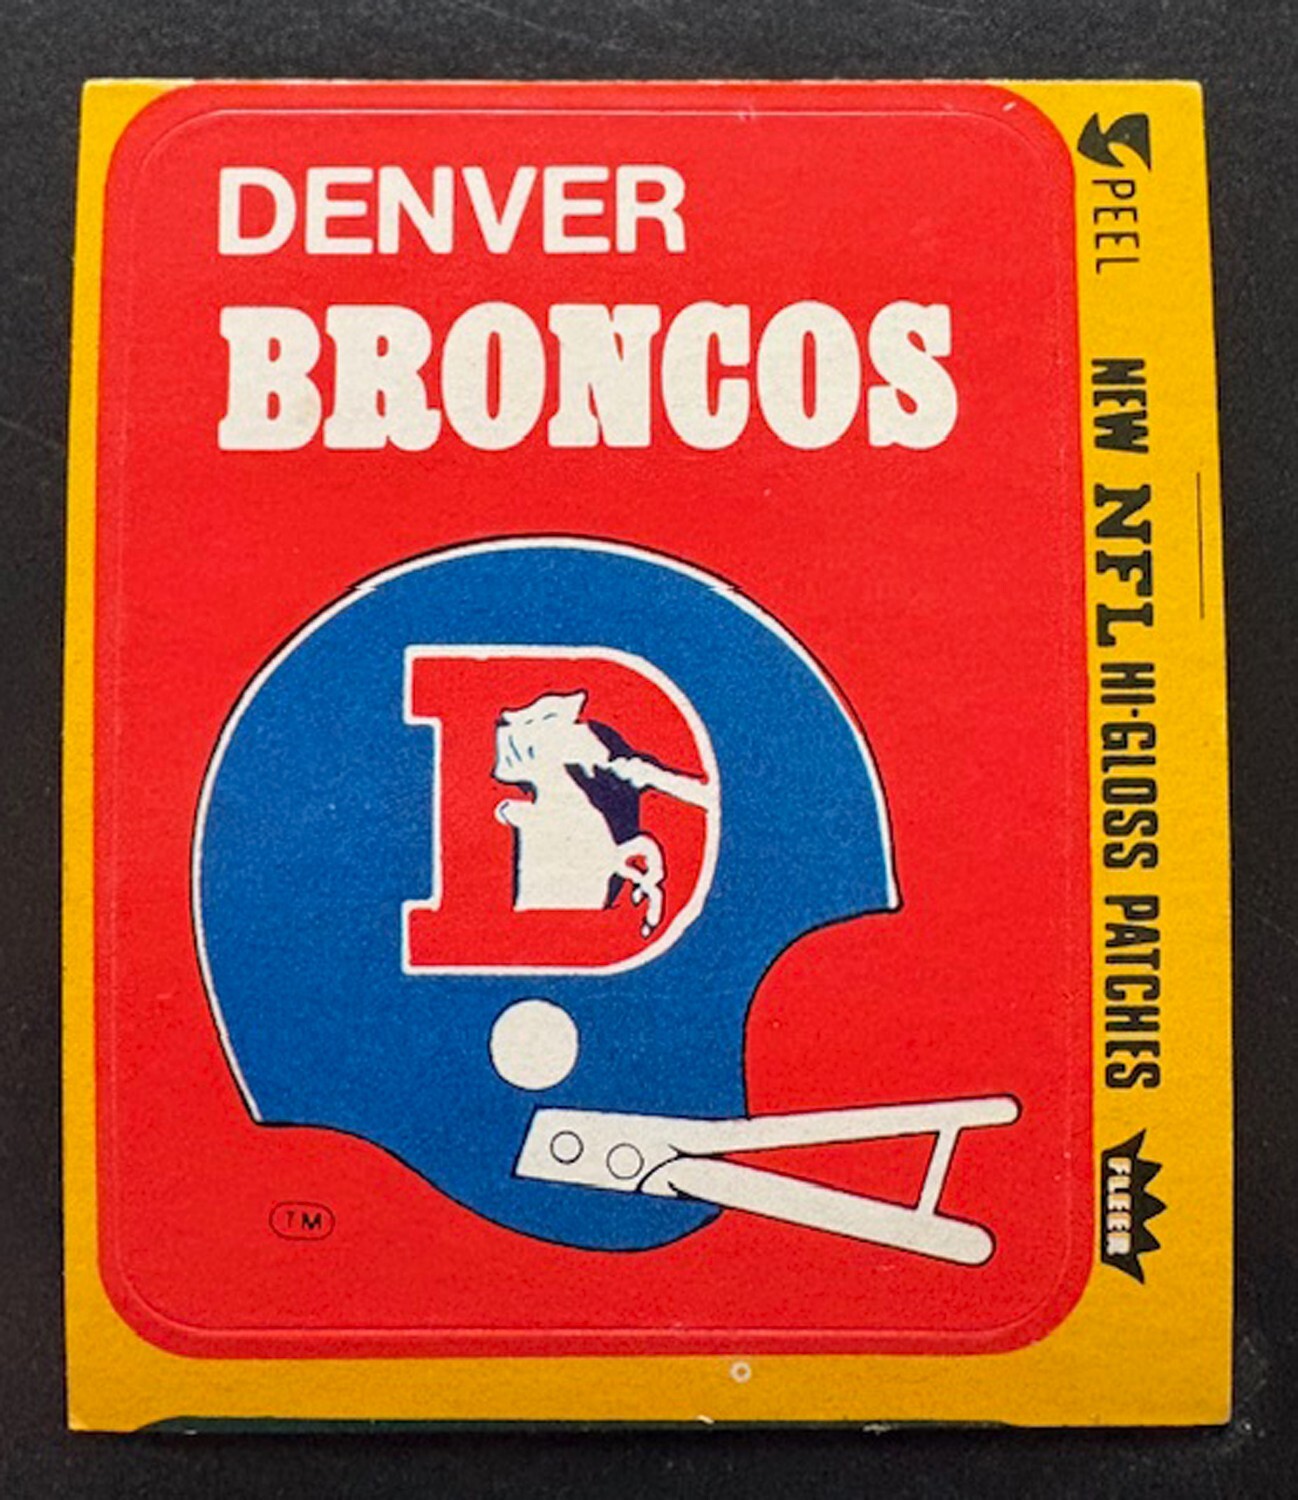 DENVER
BRONCOS
TM
PEEL NEW NFL HI-GLOSS PATCHES FLEER